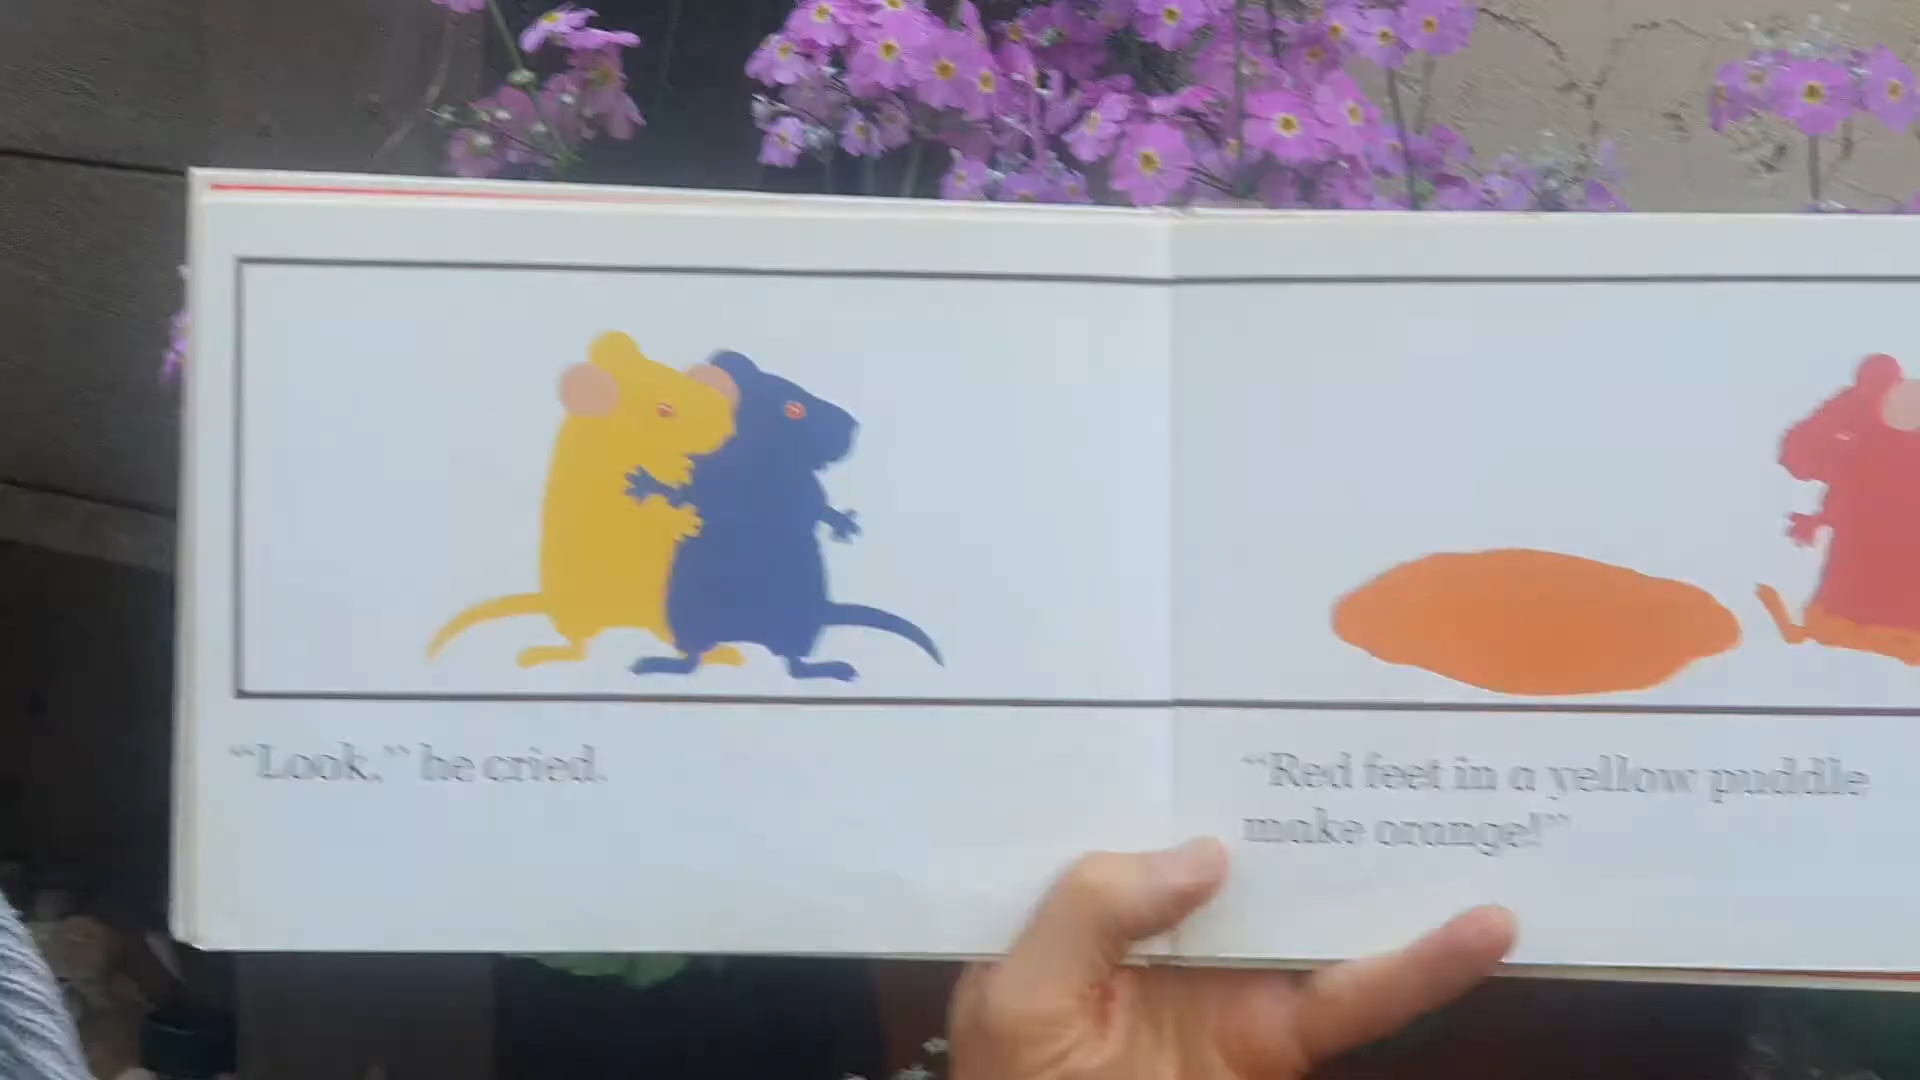 “Look,” he cried.
“Red feet in a yellow puddle
make orange!”